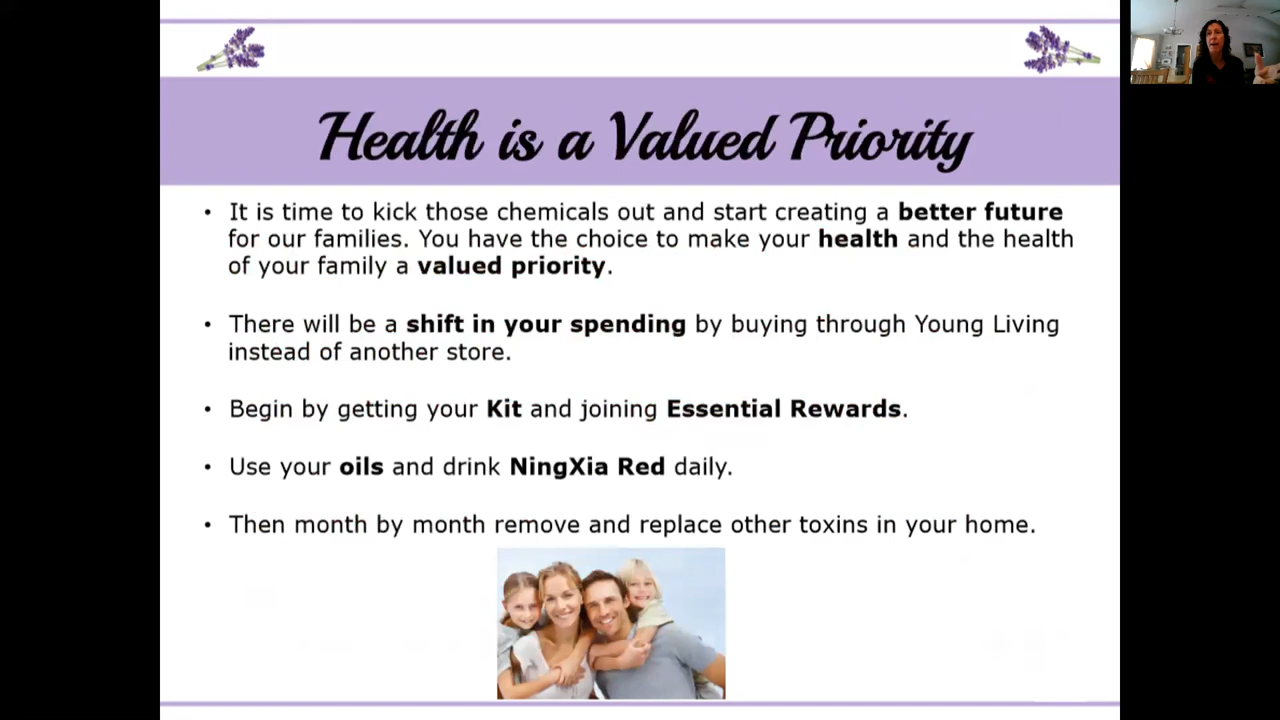 Health is a Valued Priority
• It is time to kick those chemicals out and start creating a better future
for our families. You have the choice to make your health and the health
of your family a valued priority.
• There will be a shift in your spending by buying through Young Living
instead of another store.
• Begin by getting your Kit and joining Essential Rewards.
• Use your oils and drink NingXia Red daily.
• Then month by month remove and replace other toxins in your home.